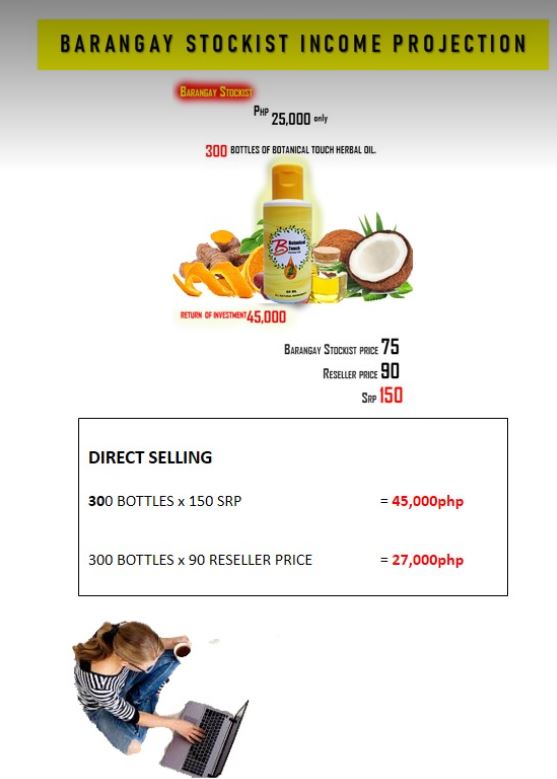 BARANGAY STOCKIST INCOME PROJECTION
BARANGAY STOCKIST
PHP 25,000 only
300 BOTTLES OF BOTANICAL TOUCH HERBAL OIL.
Botanical
Touch
RETURN OF INVESTMENT 45,000
BARANGAY STOCKIST PRICE 75
RESELLER PRICE 90
SRP 150
DIRECT SELLING
300 BOTTLES x 150 SRP = 45,000php
300 BOTTLES x 90 RESELLER PRICE = 27,000php